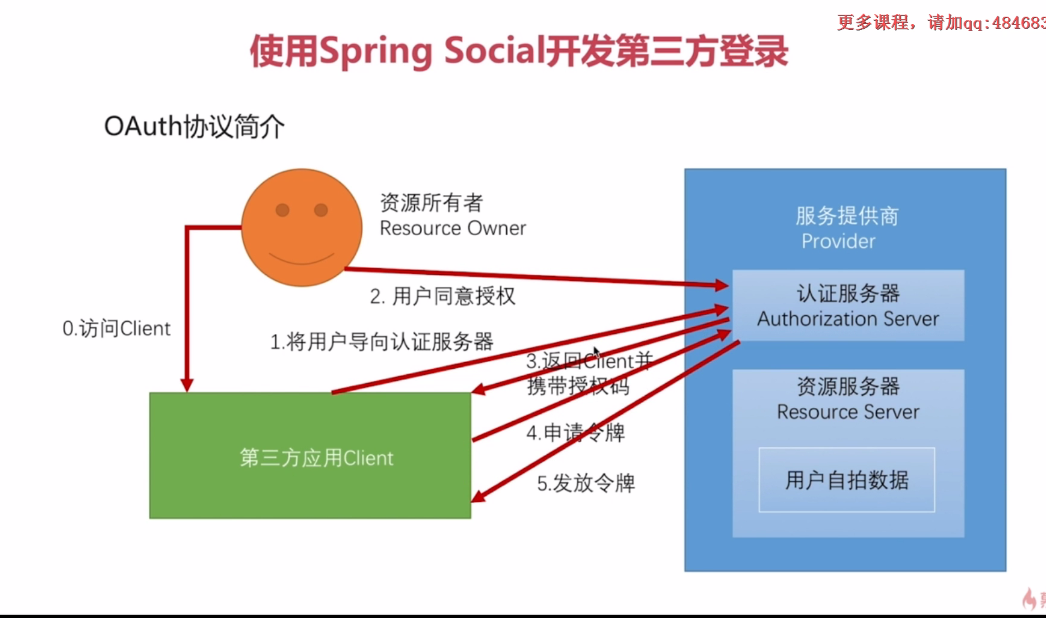 更多课程，请加qq:484683
使用Spring Social开发第三方登录
OAuth协议简介
资源所有者
Resource Owner
服务提供商
Provider
认证服务器
Authorization Server
2. 用户同意授权
0.访问Client
1.将用户导向认证服务器
3.返回Client并
携带授权码
资源服务器
Resource Server
4.申请令牌
第三方应用Client
5.发放令牌
用户自拍数据